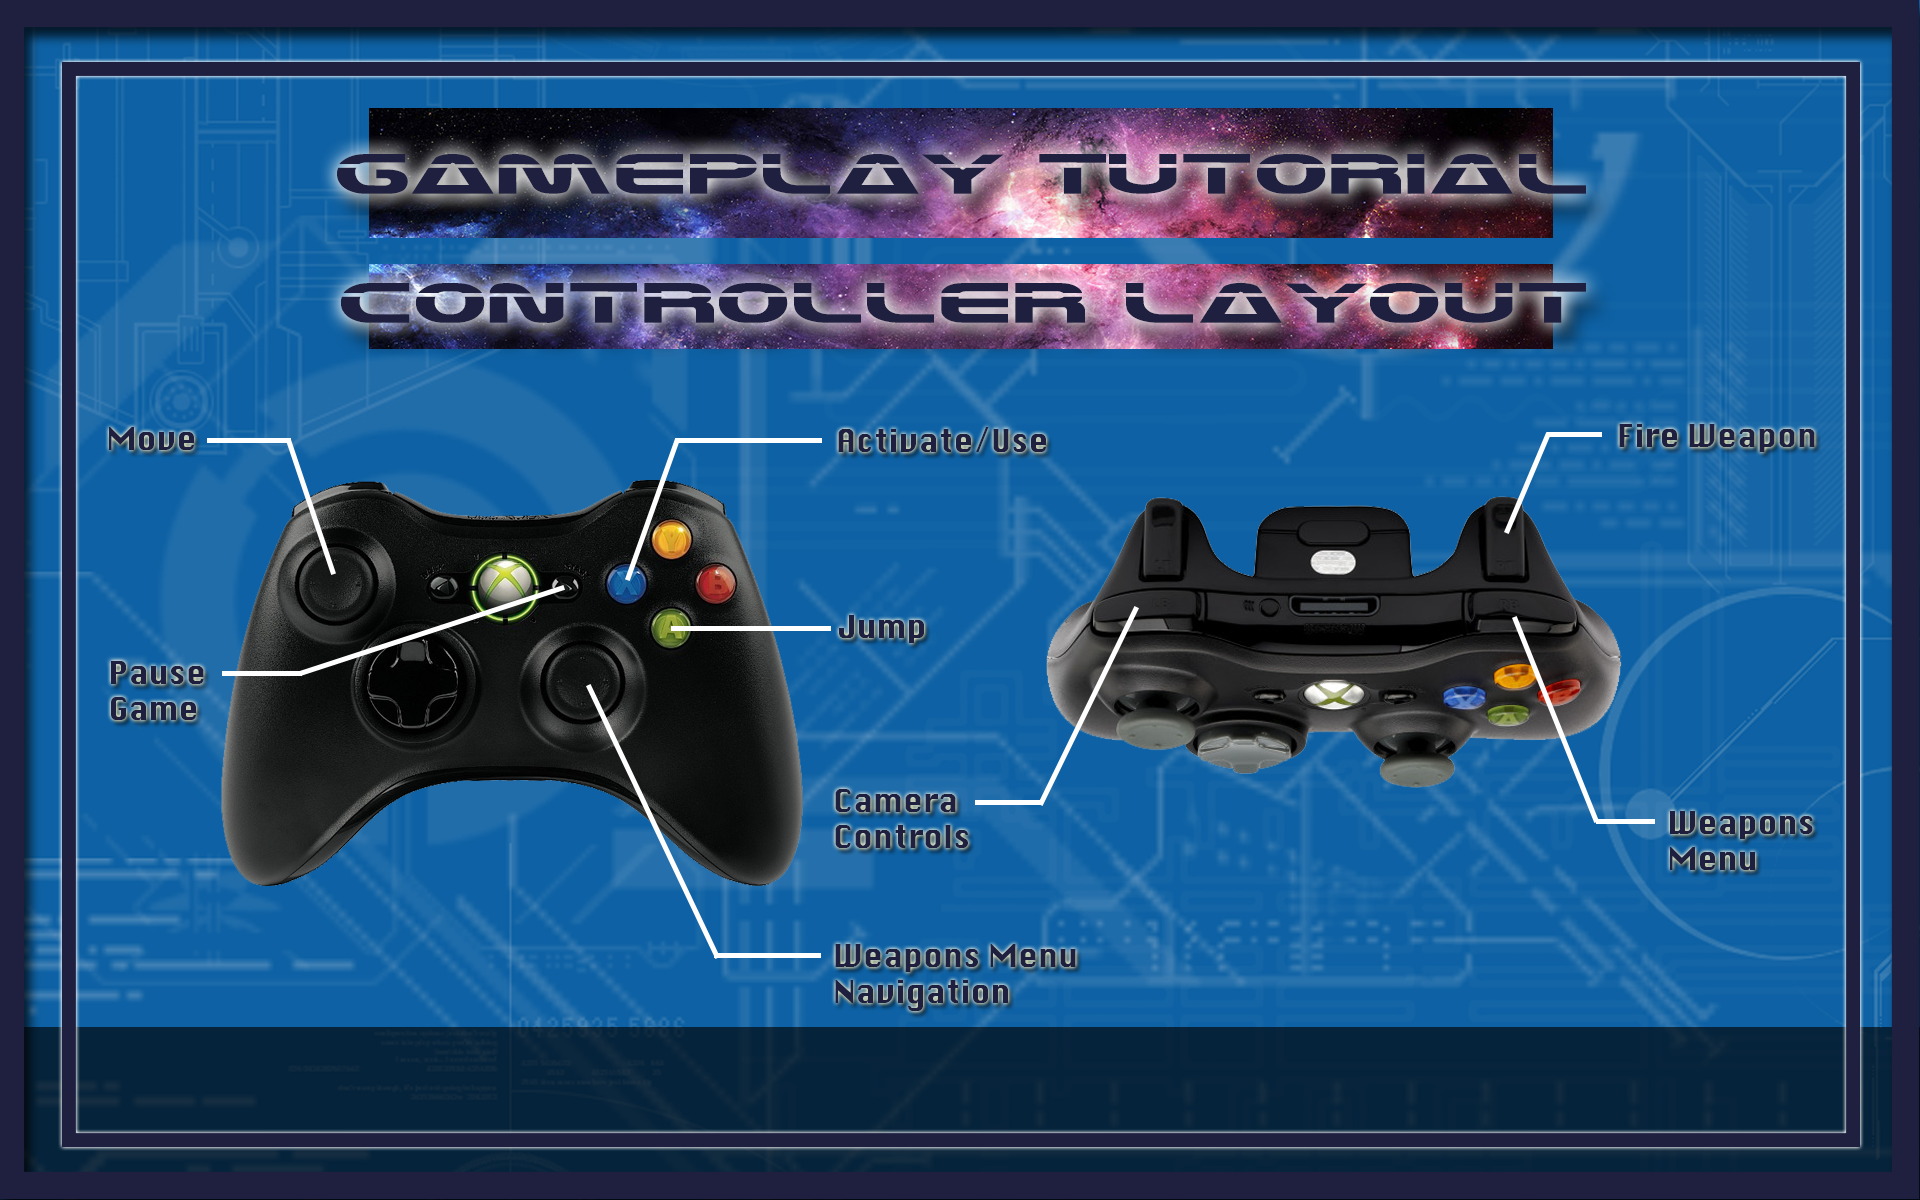 GAMEPLAY TUTORIAL
CONTROLLER LAYOUT
Move
Activate/Use
Fire Weapon
Y
X
B
A
Jump
Pause
Game
Camera
Controls
Weapons
Menu
Weapons Menu
Navigation